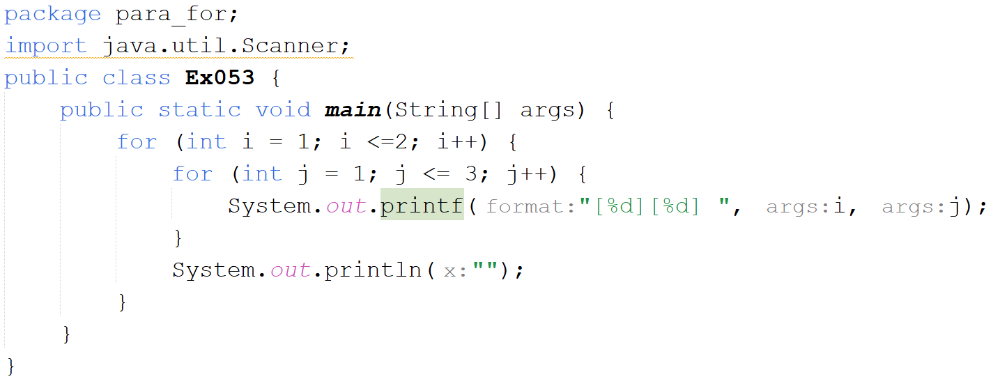 package para_for;
import java.util.Scanner;
public class Ex053 {
    public static void main(String[] args) {
        for (int i = 1; i <=2; i++) {
            for (int j = 1; j <= 3; j++) {
                System.out.printf( format:"[%d][%d] ", args:i, args:j);
            }
            System.out.println( x:"");
        }
    }
}